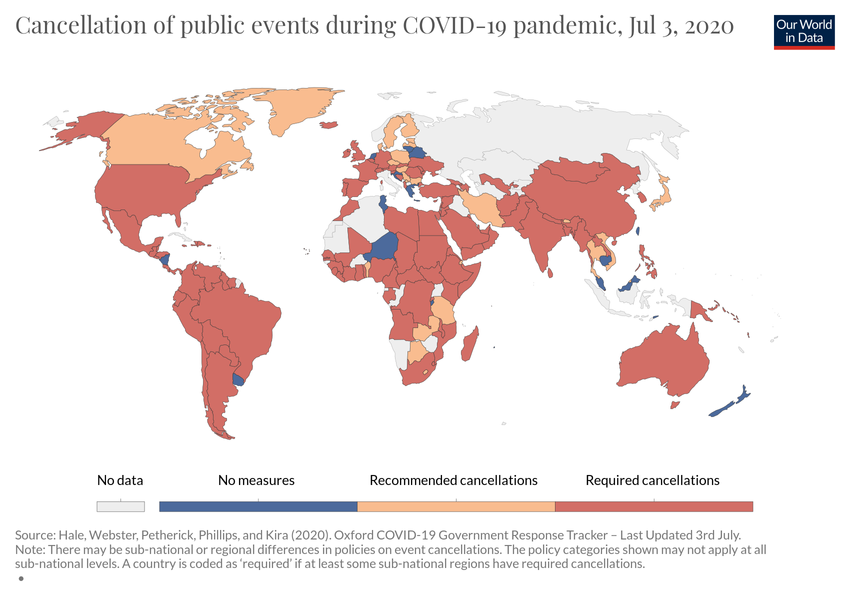 Cancellation of public events during COVID-19 pandemic, Jul 3, 2020
Our World
in Data
No data
No measures
Recommended cancellations
Required cancellations
Source: Hale, Webster, Petherick, Phillips, and Kira (2020). Oxford COVID-19 Government Response Tracker – Last Updated 3rd July.
Note: There may be sub-national or regional differences in policies on event cancellations. The policy categories shown may not apply at all
sub-national levels. A country is coded as ‘required’ if at least some sub-national regions have required cancellations.